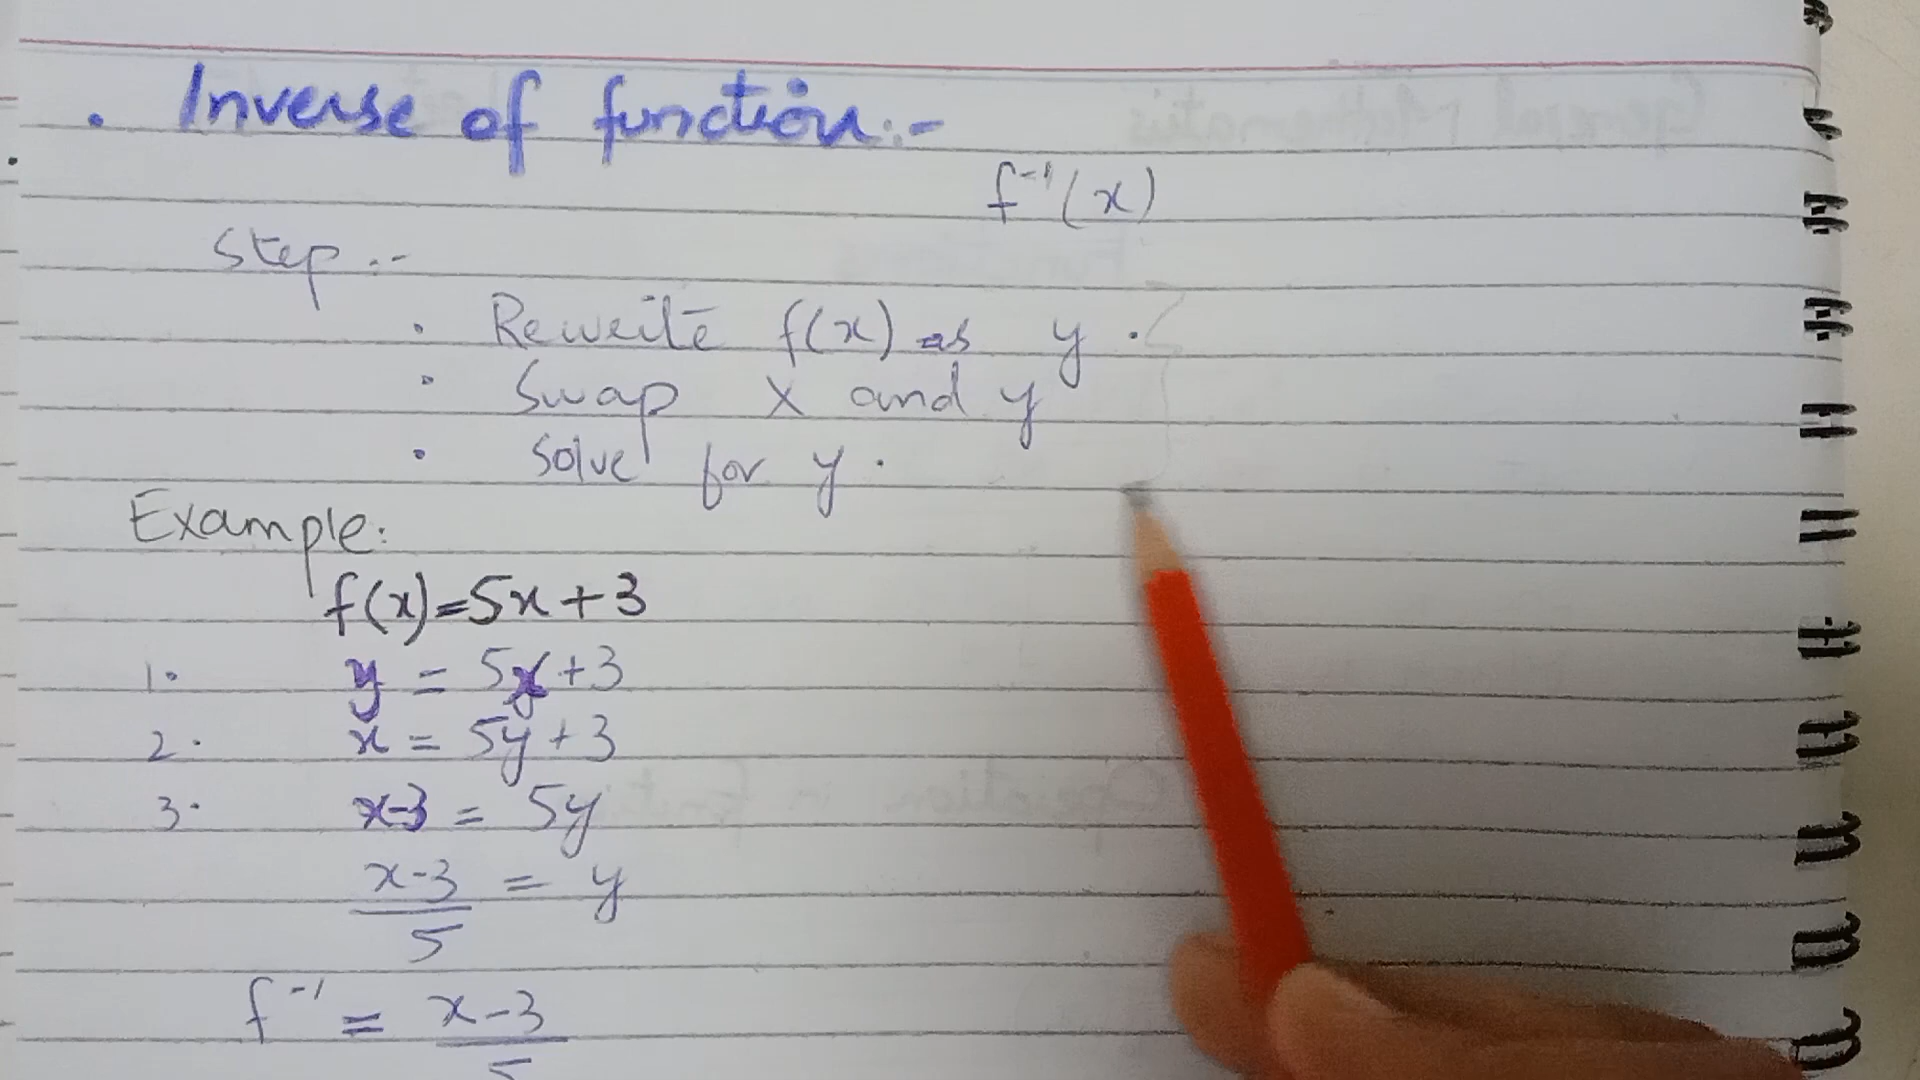 . Inverse of function:-
f⁻¹(x)
Step:-
. Rewrite f(x) as y.
. Swap x and y
. Solve for y.
Example:
f(x)=5x+3
1. y = 5x+3
2. x = 5y+3
3. x-3 = 5y
x-3 = y
5
f⁻¹ = x-3
5